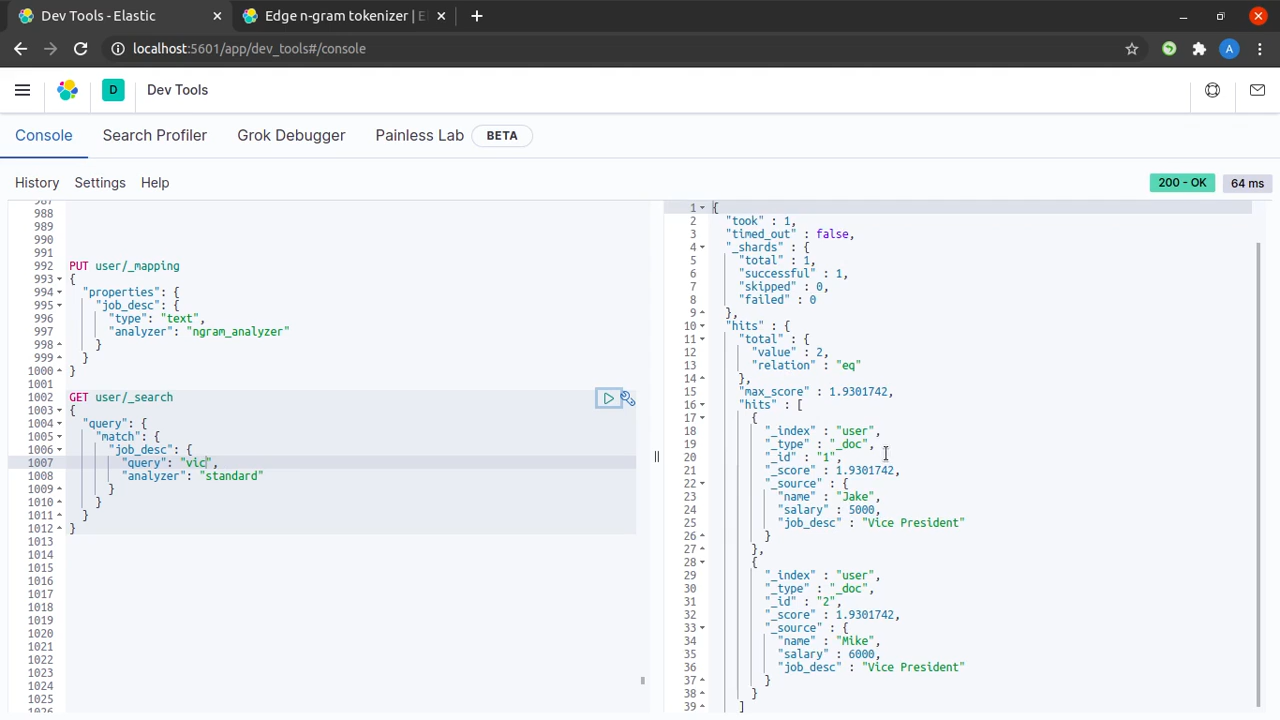 Dev Tools - Elastic
Edge n-gram tokenizer | El
localhost:5601/app/dev_tools#/console
A
D
Dev Tools
Console
Search Profiler
Grok Debugger
Painless Lab
BETA
History
Settings
Help
200 - OK
64 ms
987
988
989
990
991
992 PUT user/_mapping
993 {
994 "properties": {
995 "job_desc": {
996 "type": "text",
997 "analyzer": "ngram_analyzer"
998 }
999 }
1000 }
1001
1002 GET user/_search
1003 {
1004 "query": {
1005 "match": {
1006 "job_desc": {
1007 "query": "vic",
1008 "analyzer": "standard"
1009 }
1010 }
1011 }
1012 }
1013
1014
1015
1016
1017
1018
1019
1020
1021
1022
1023
1024
1025
1026
1 {
2 "took" : 1,
3 "timed_out" : false,
4 "_shards" : {
5 "total" : 1,
6 "successful" : 1,
7 "skipped" : 0,
8 "failed" : 0
9 },
10 "hits" : {
11 "total" : {
12 "value" : 2,
13 "relation" : "eq"
14 },
15 "max_score" : 1.9301742,
16 "hits" : [
17 {
18 "_index" : "user",
19 "_type" : "_doc",
20 "_id" : "1",
21 "_score" : 1.9301742,
22 "_source" : {
23 "name" : "Jake",
24 "salary" : 5000,
25 "job_desc" : "Vice President"
26 }
27 },
28 {
29 "_index" : "user",
30 "_type" : "_doc",
31 "_id" : "2",
32 "_score" : 1.9301742,
33 "_source" : {
34 "name" : "Mike",
35 "salary" : 6000,
36 "job_desc" : "Vice President"
37 }
38 }
39 ]